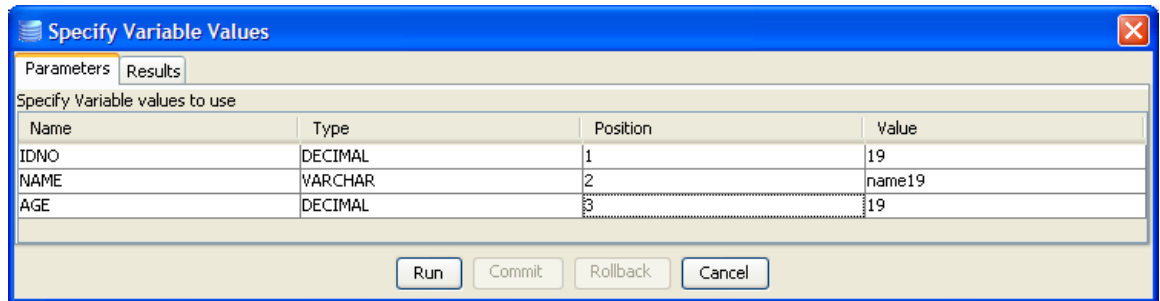 Specify Variable Values
Parameters Results
Specify Variable values to use
Name Type Position Value
IDNO DECIMAL 1 19
NAME VARCHAR 2 name19
AGE DECIMAL 3 19
Run Commit Rollback Cancel